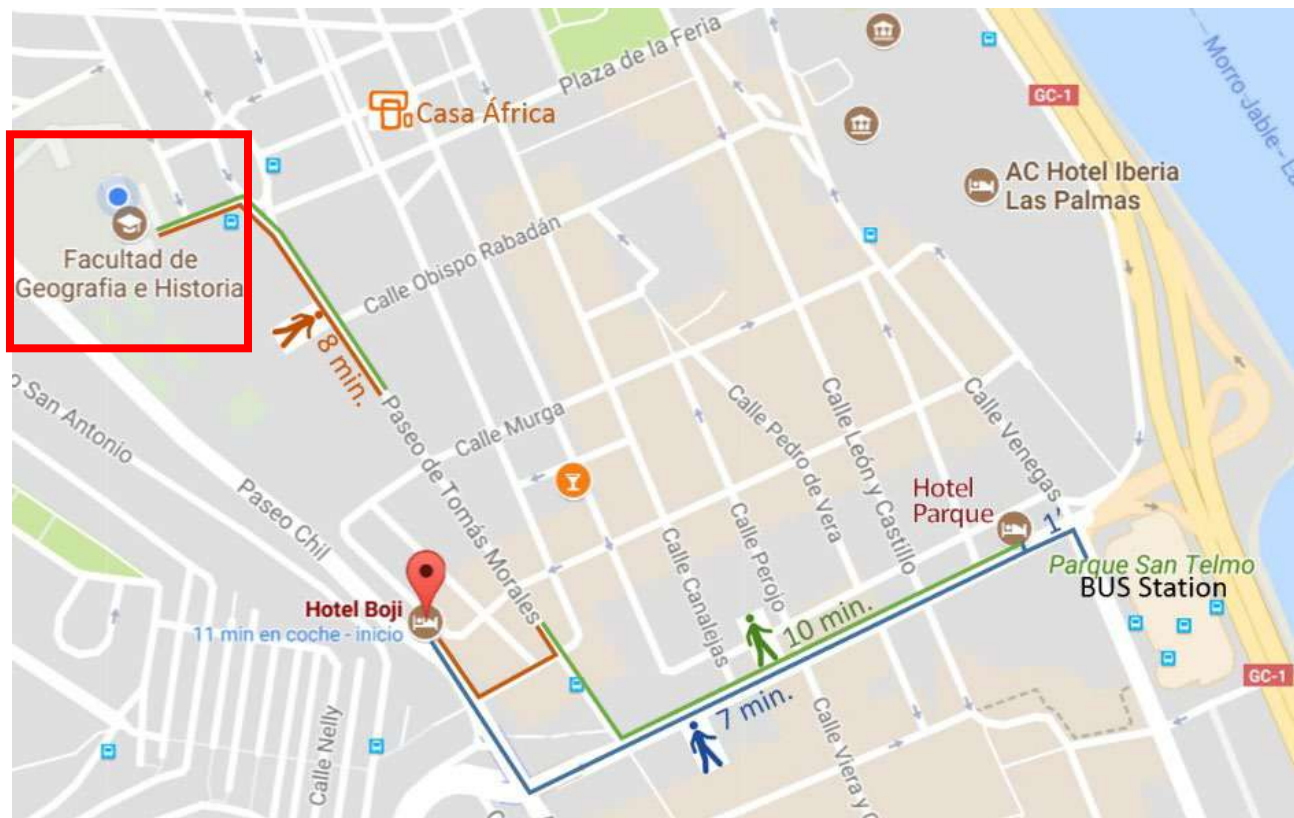 Plaza de la Feria
GC-1
Morro Jable - La
Casa África
AC Hotel Iberia
Las Palmas
Facultad de
Geografia e Historia
Calle Obispo Rabadán
8 min.
San Antonio
Paseo de Tomás Morales
Calle Murga
Paseo Chil
Calle Pedro de Vera
Calle León y Castillo
Calle Venegas
Hotel
Parque
1'
Calle Canalejas
Calle Perojo
Parque San Telmo
BUS Station
Hotel Boji
11 min en coche - inicio
10 min.
7 min.
GC-1
Calle Nelly
Calle Viera y C